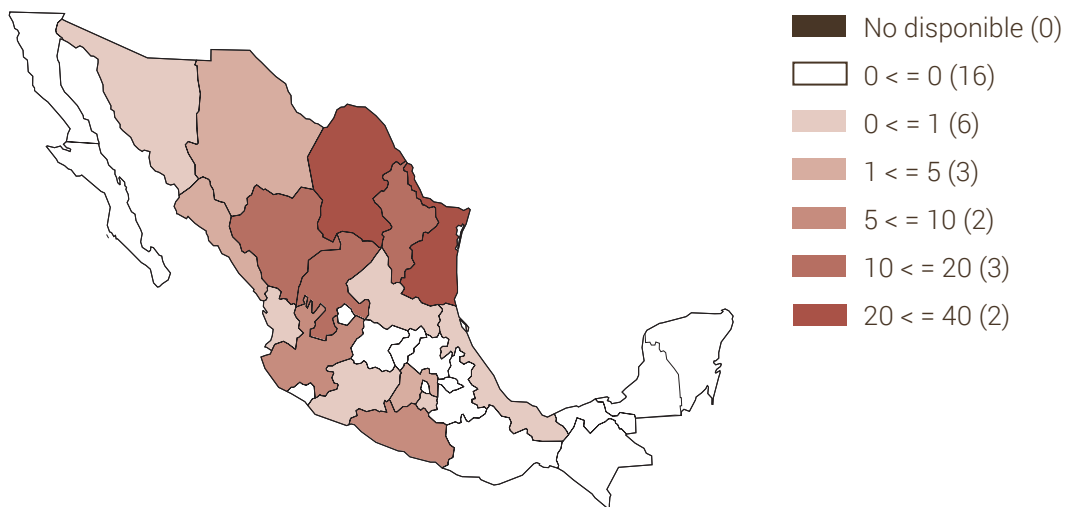 No disponible (0)
0 < = 0 (16)
0 < = 1 (6)
1 < = 5 (3)
5 < = 10 (2)
10 < = 20 (3)
20 < = 40 (2)